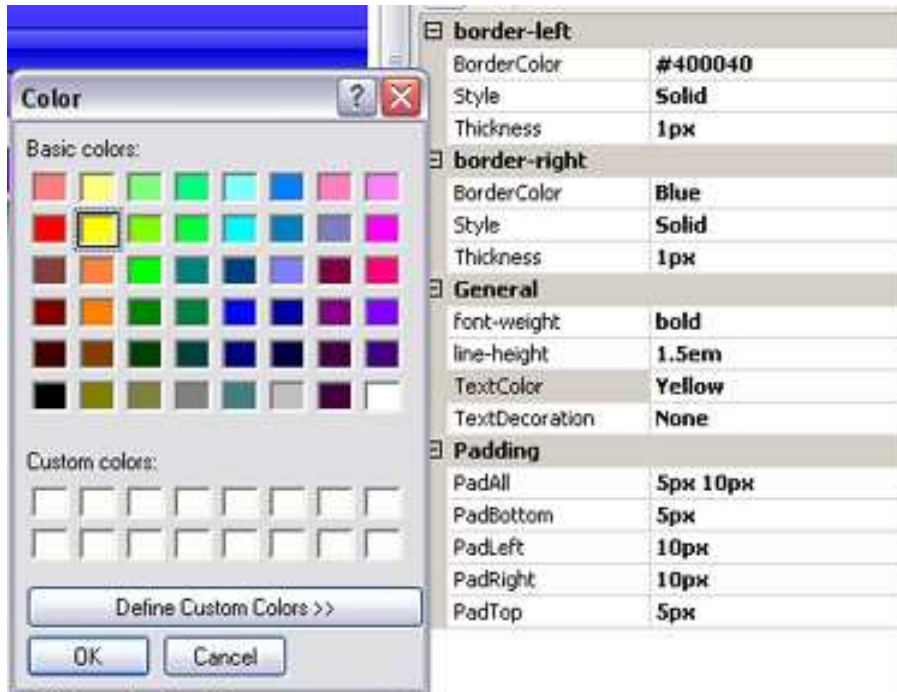 Color
?
Basic colors:
Custom colors:
Define Custom Colors >>
OK Cancel
border-left
BorderColor #400040
Style Solid
Thickness 1px
border-right
BorderColor Blue
Style Solid
Thickness 1px
General
font-weight bold
line-height 1.5em
TextColor Yellow
TextDecoration None
Padding
PadAll 5px 10px
PadBottom 5px
PadLeft 10px
PadRight 10px
PadTop 5px